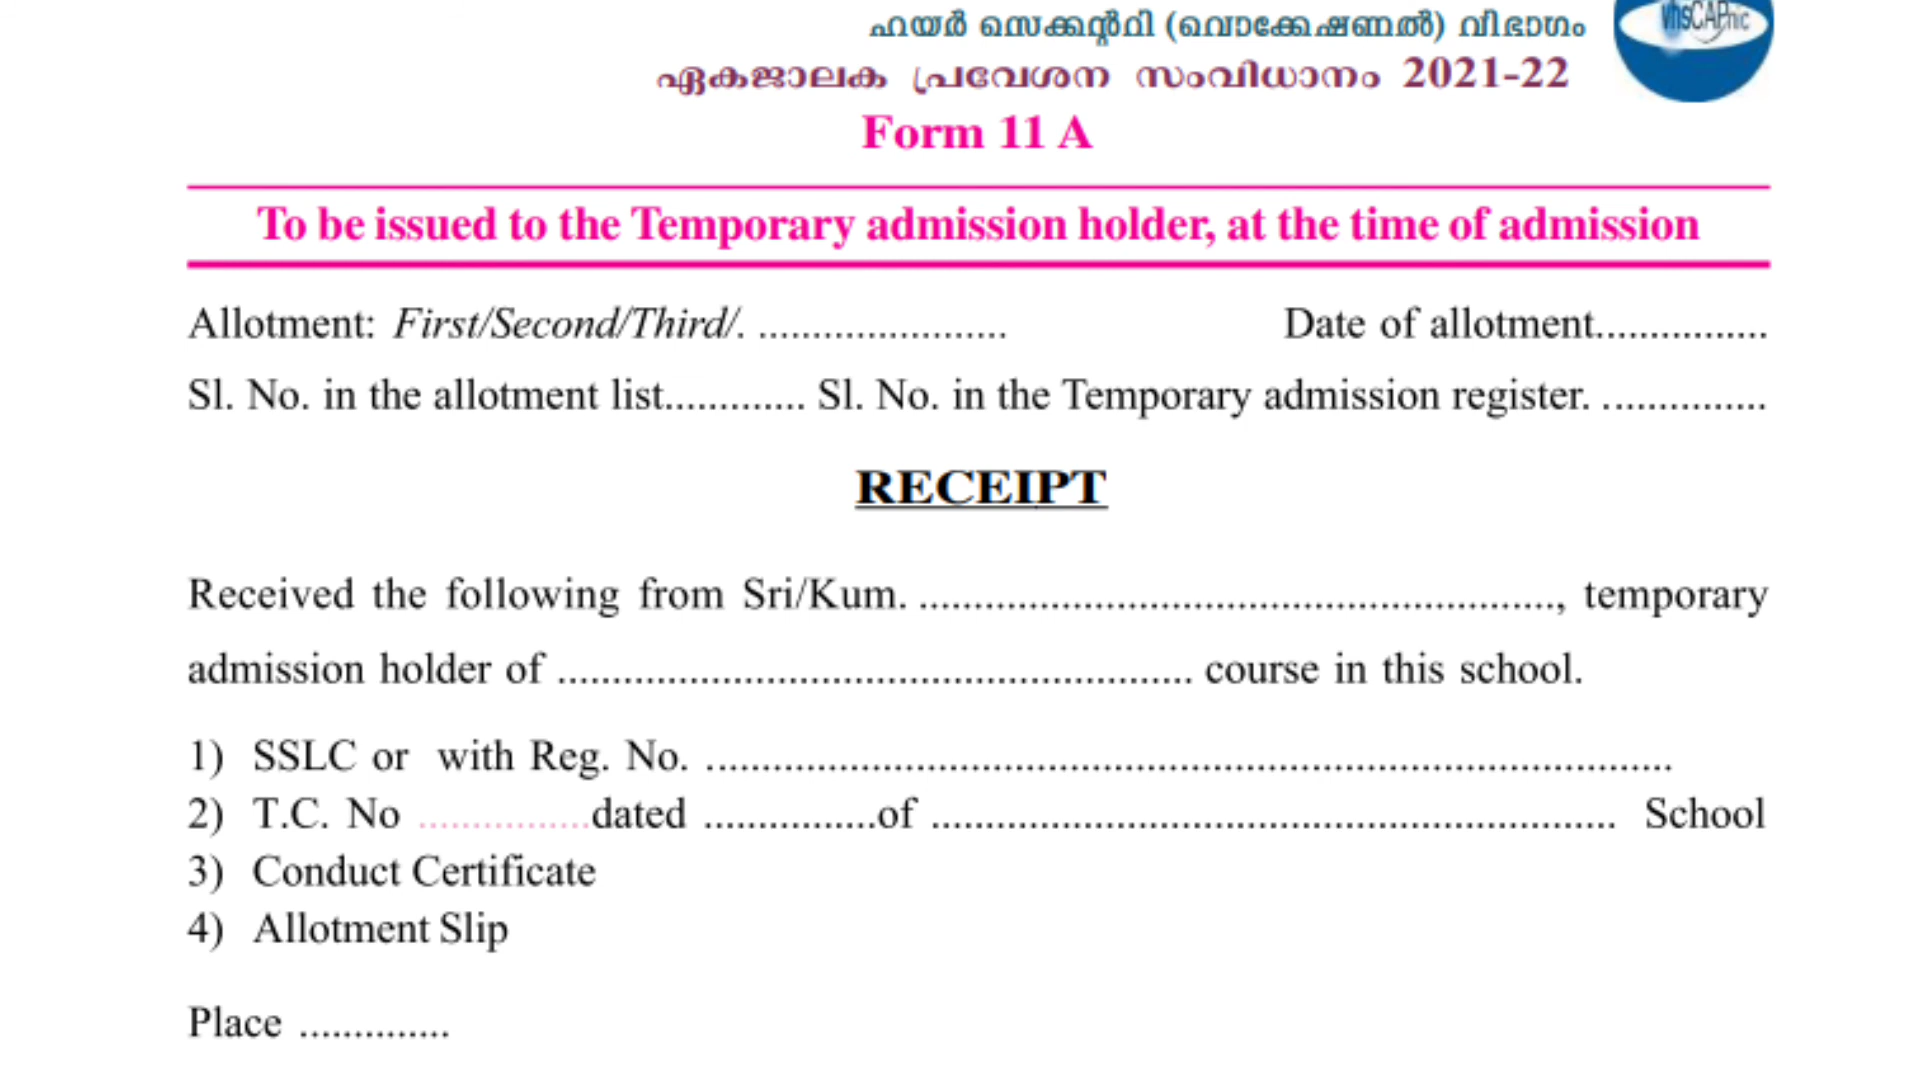 ഹയർ സെക്കന്ററി (വൊക്കേഷണൽ) വിഭാഗം
vhsCAPnic
ഏകജാലക പ്രവേശന സംവിധാനം 2021-22
Form 11 A
To be issued to the Temporary admission holder, at the time of admission
Allotment: First/Second/Third/. ....................... Date of allotment................
Sl. No. in the allotment list............. Sl. No. in the Temporary admission register. ................
RECEIPT
Received the following from Sri/Kum. ..........................................................., temporary
admission holder of ........................................................... course in this school.
1) SSLC or with Reg. No. ..........................................................................................
2) T.C. No ................dated ................of ................................................................ School
3) Conduct Certificate
4) Allotment Slip
Place ..............